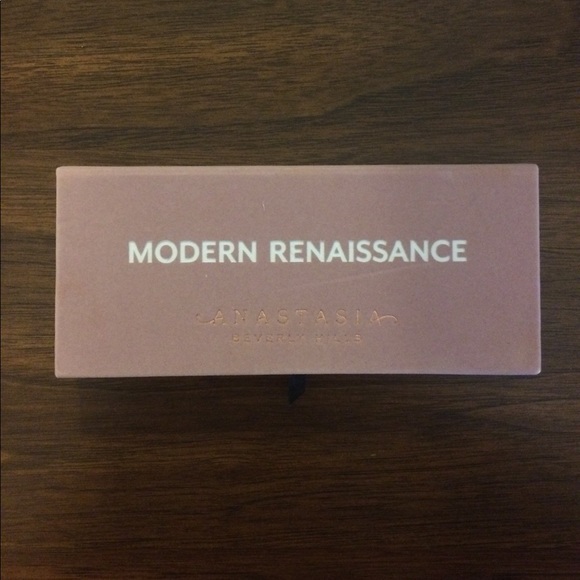 MODERN RENAISSANCE
ANASTASIA
BEVERLY HILLS